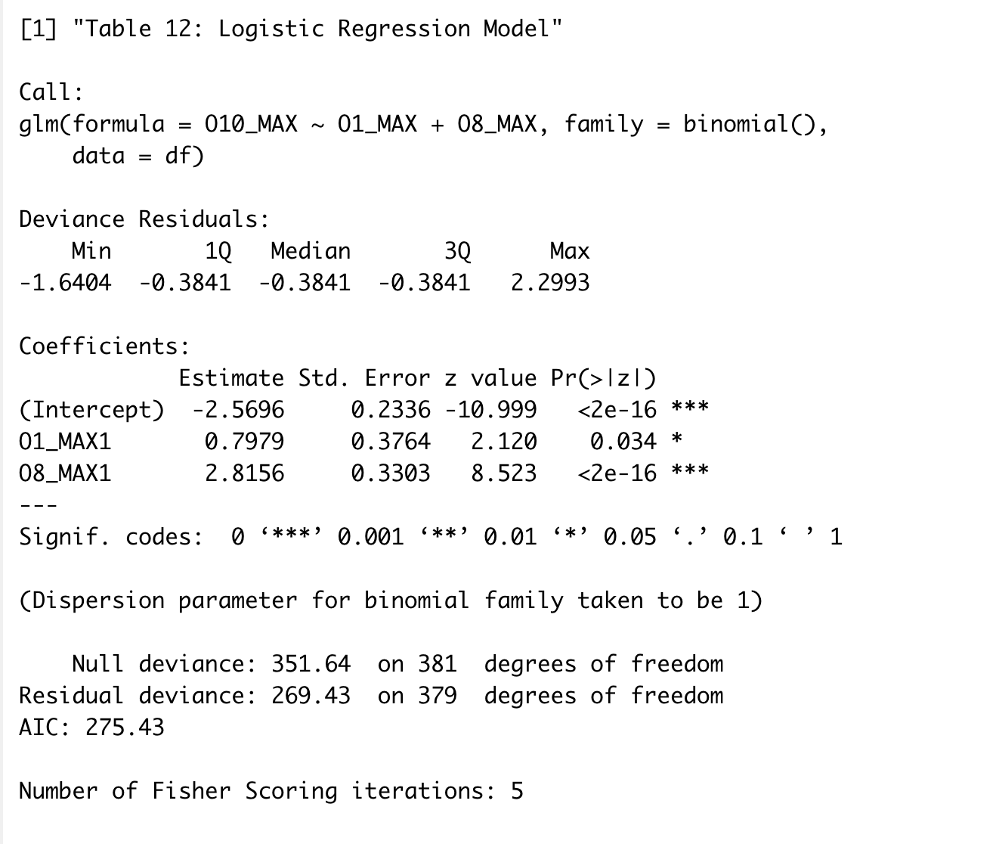 [1] "Table 12: Logistic Regression Model"
Call:
glm(formula = O10_MAX ~ O1_MAX + O8_MAX, family = binomial(),
    data = df)
Deviance Residuals:
    Min       1Q   Median       3Q      Max
-1.6404  -0.3841  -0.3841  -0.3841   2.2993
Coefficients:
            Estimate Std. Error z value Pr(>|z|)
(Intercept)  -2.5696     0.2336 -10.999   <2e-16 ***
O1_MAX1       0.7979     0.3764   2.120    0.034 *
O8_MAX1       2.8156     0.3303   8.523   <2e-16 ***
---
Signif. codes:  0 ‘***’ 0.001 ‘**’ 0.01 ‘*’ 0.05 ‘.’ 0.1 ‘ ’ 1
(Dispersion parameter for binomial family taken to be 1)
    Null deviance: 351.64  on 381  degrees of freedom
Residual deviance: 269.43  on 379  degrees of freedom
AIC: 275.43
Number of Fisher Scoring iterations: 5